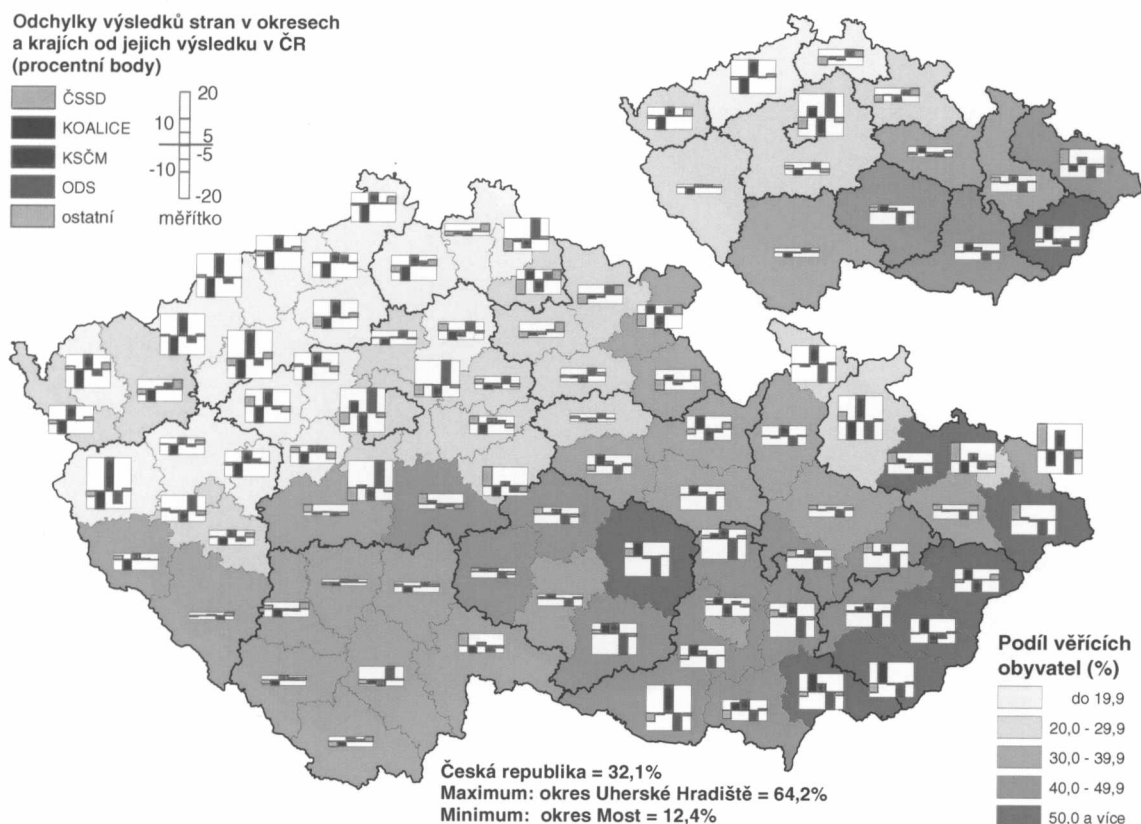 Odchylky výsledků stran v okresech
a krajích od jejich výsledku v ČR
(procentní body)
ČSSD
KOALICE
KSČM
ODS
ostatní
20
10
5
-5
-10
-20
měřítko
Podíl věřících
obyvatel (%)
do 19,9
20,0 - 29,9
30,0 - 39,9
40,0 - 49,9
50,0 a více
Česká republika = 32,1%
Maximum: okres Uherské Hradiště = 64,2%
Minimum: okres Most = 12,4%